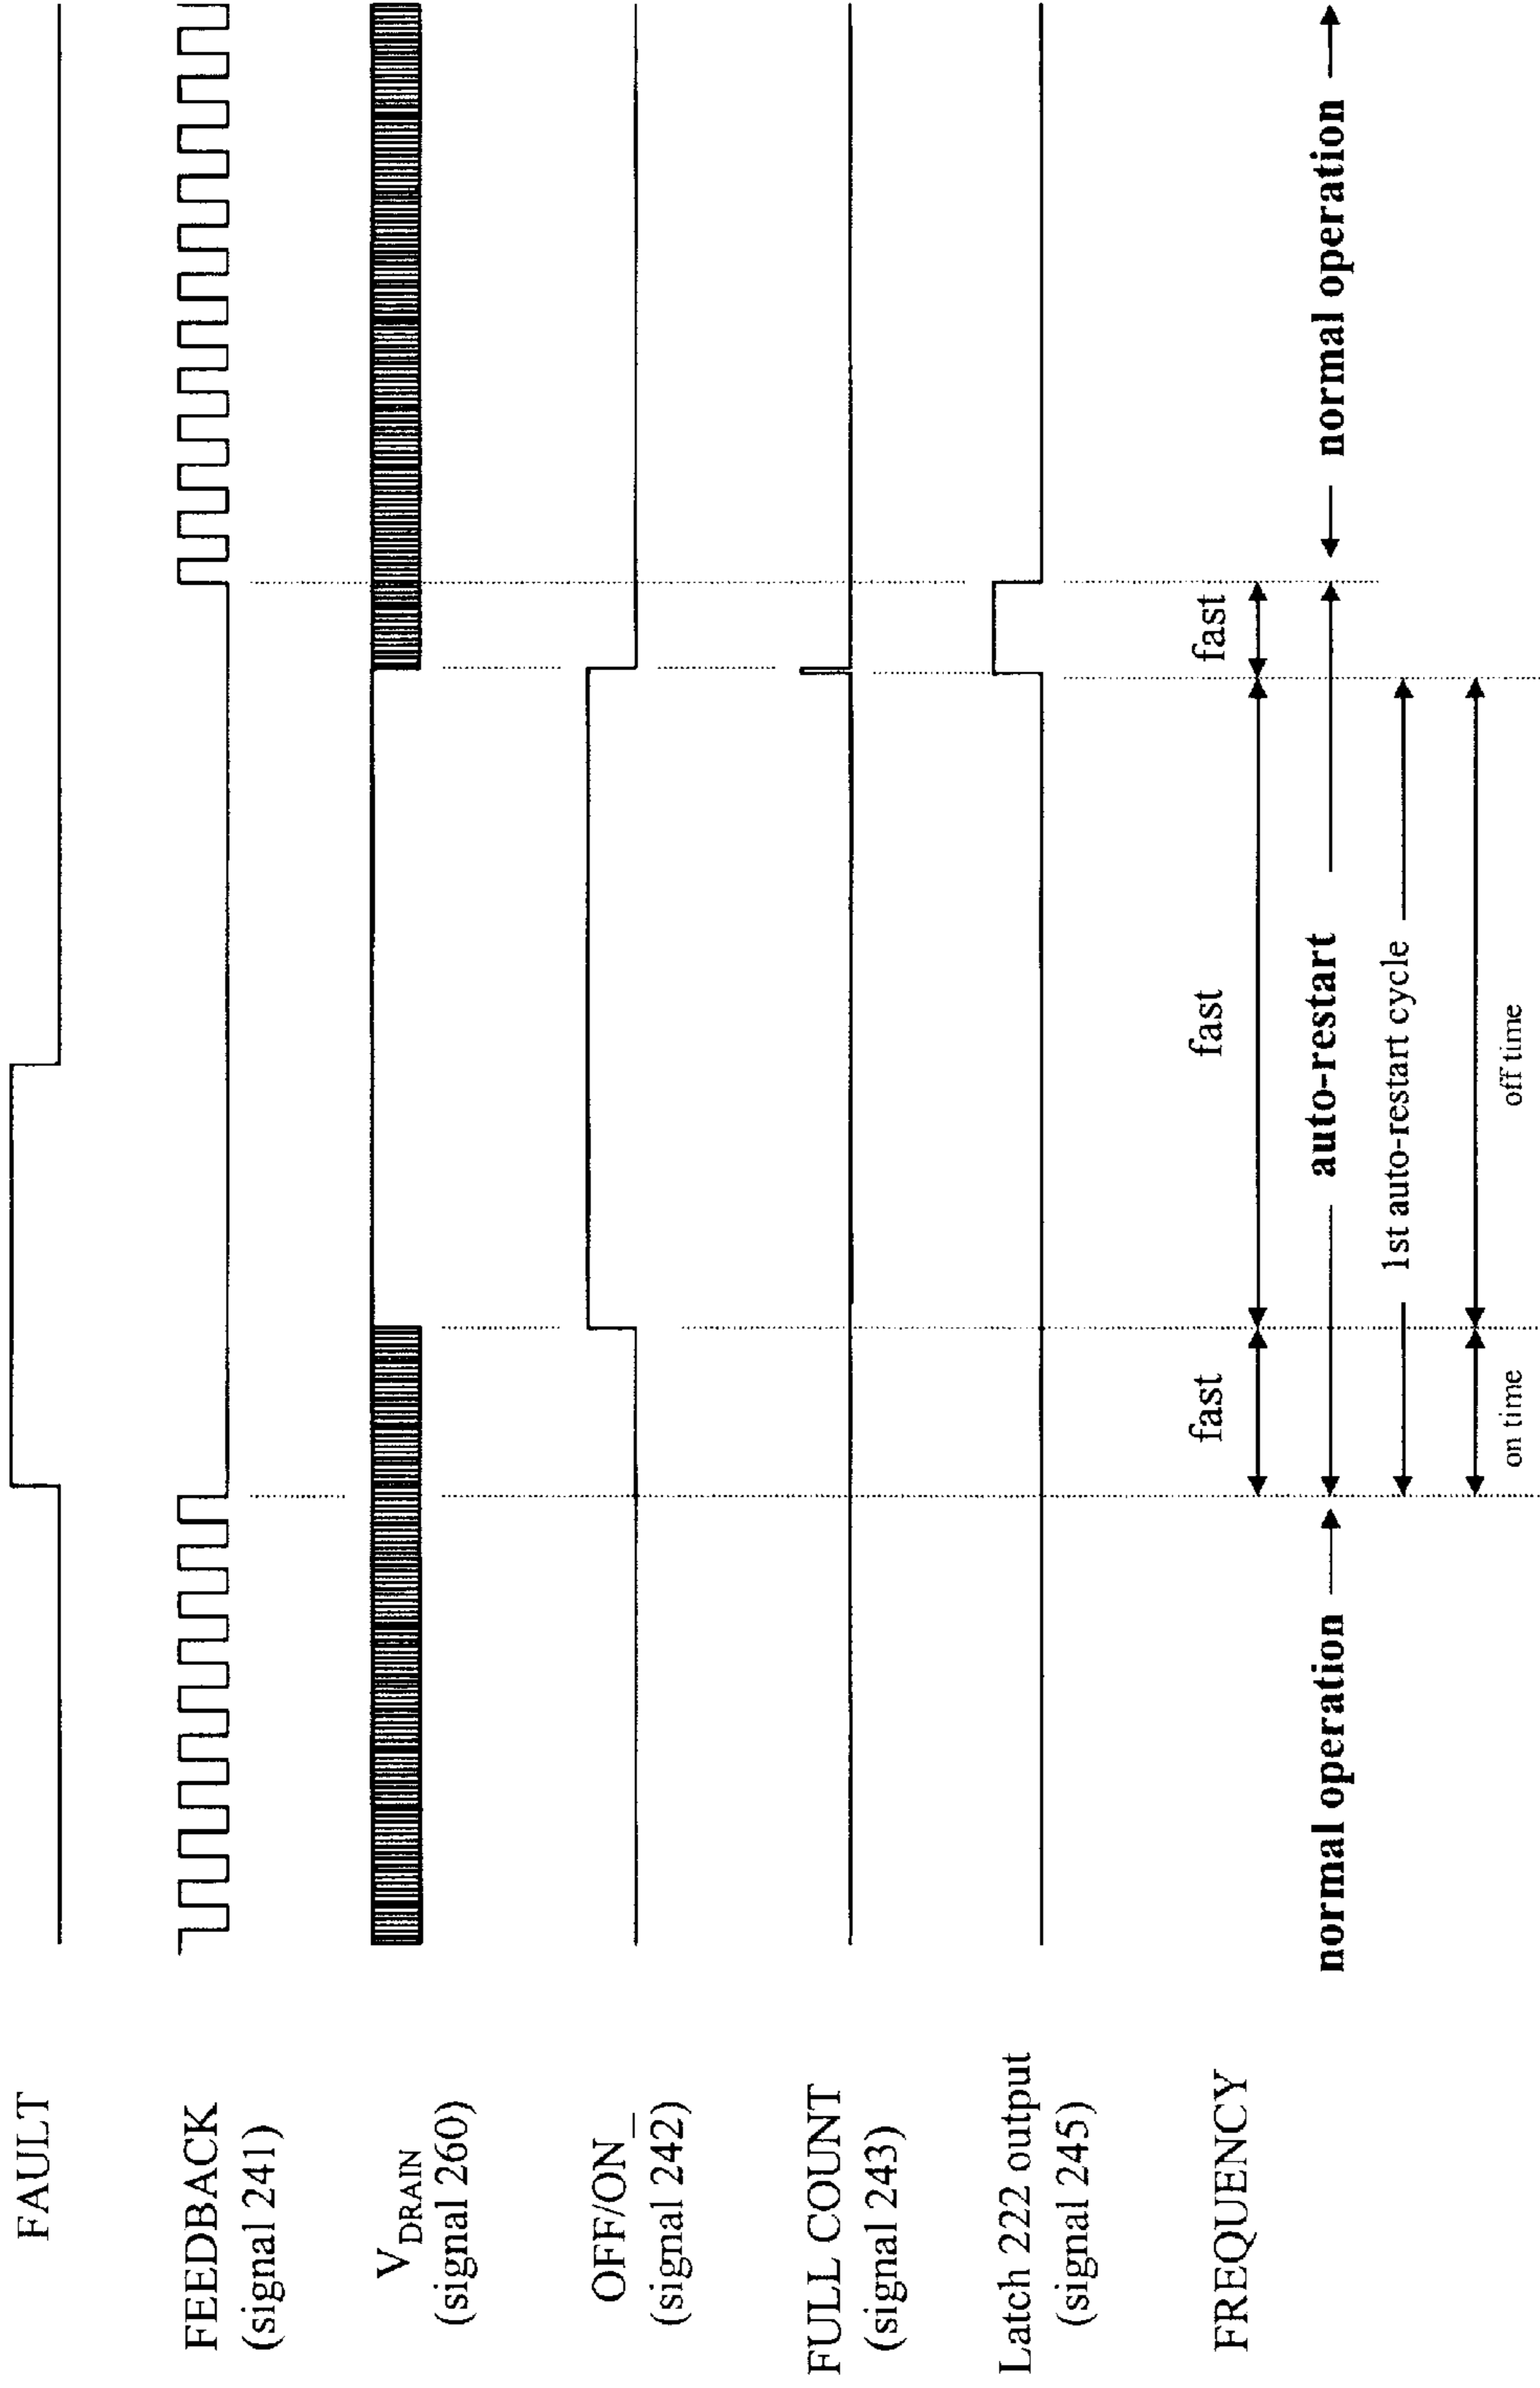 FAULT
FEEDBACK
(signal 241)
VDRAIN
(signal 260)
OFF/ON_
(signal 242)
FULL COUNT
(signal 243)
Latch 222 output
(signal 245)
FREQUENCY
fast
fast
fast
normal operation
auto-restart
normal operation
1st auto-restart cycle
on time
off time